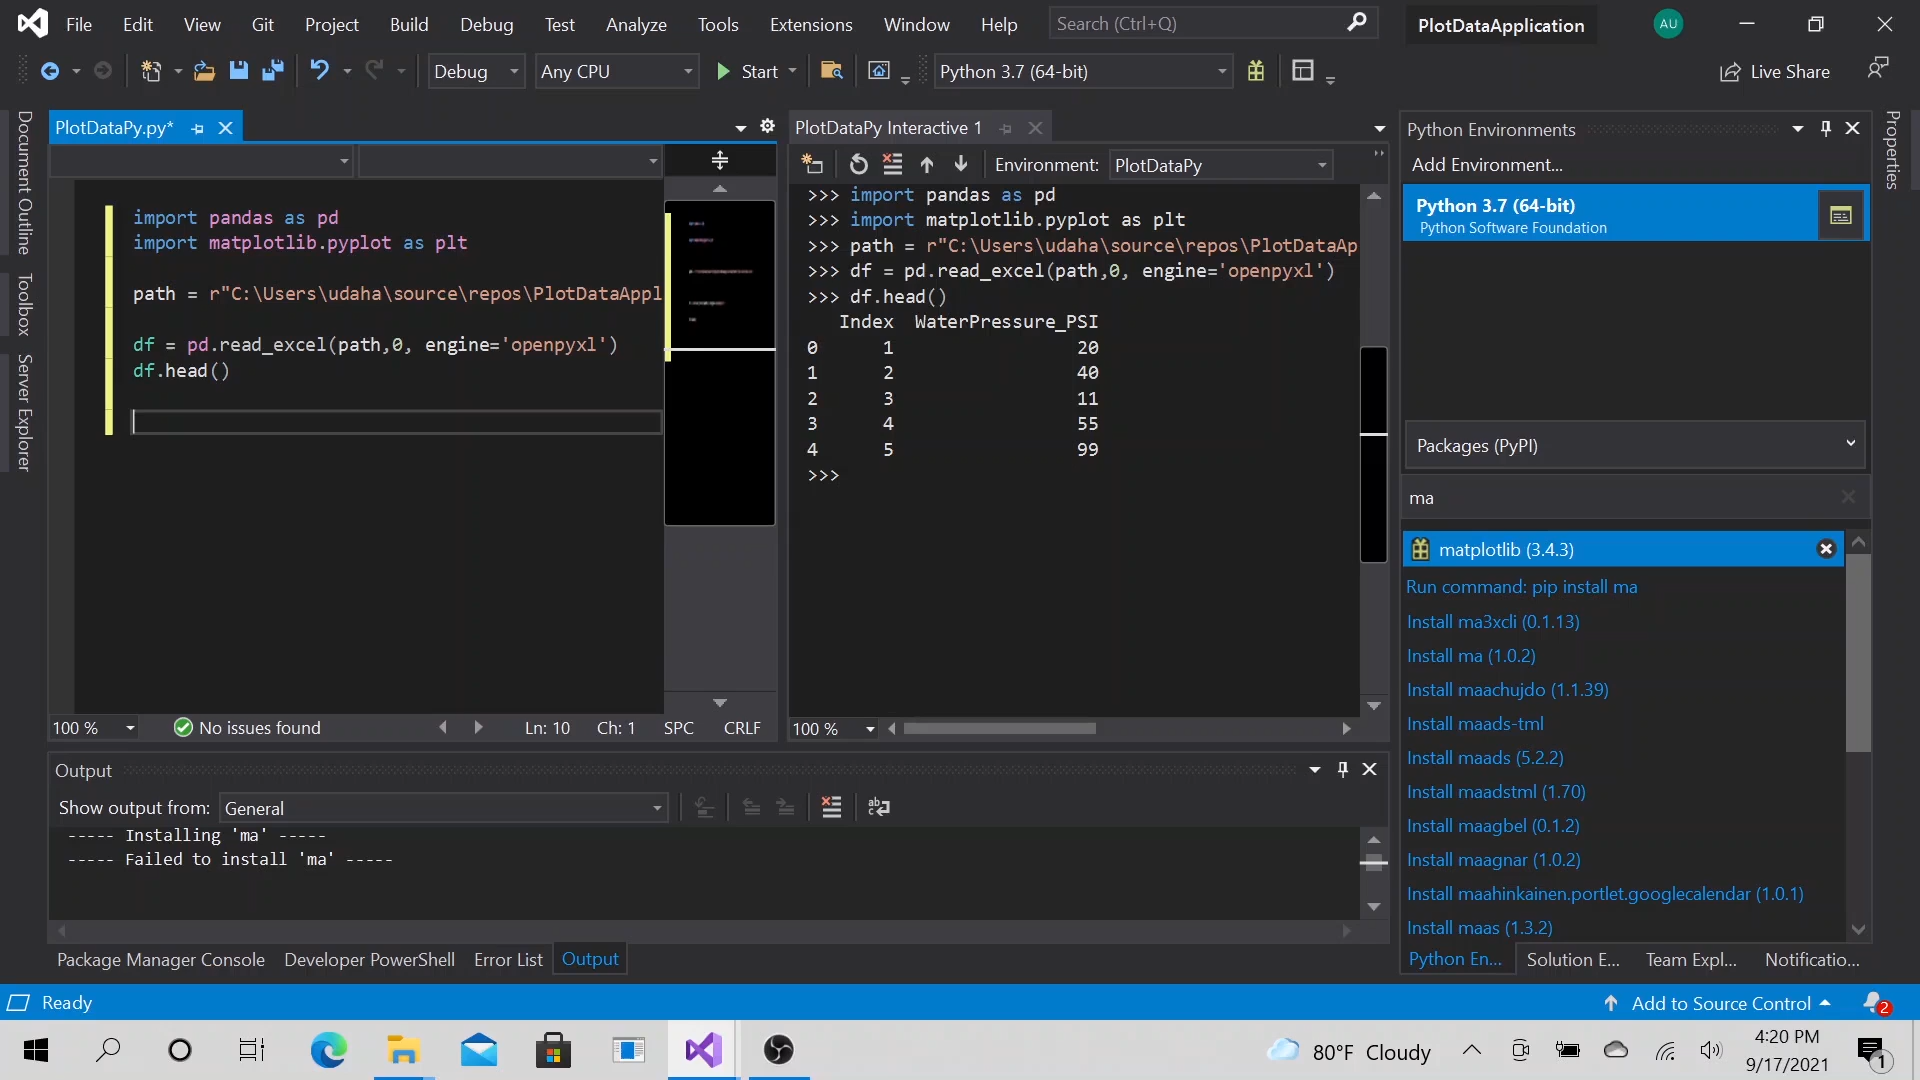 File Edit View Git Project Build Debug Test Analyze Tools Extensions Window Help Search (Ctrl+Q) PlotDataApplication AU
Debug Any CPU Start Python 3.7 (64-bit) Live Share
Document Outline
Toolbox
Server Explorer
PlotDataPy.py*
import pandas as pd
import matplotlib.pyplot as plt
path = r"C:\Users\udaha\source\repos\PlotDataAppl
df = pd.read_excel(path,0, engine='openpyxl')
df.head()
100 % No issues found Ln: 10 Ch: 1 SPC CRLF
PlotDataPy Interactive 1
Environment: PlotDataPy
>>> import pandas as pd
>>> import matplotlib.pyplot as plt
>>> path = r"C:\Users\udaha\source\repos\PlotDataAp
>>> df = pd.read_excel(path,0, engine='openpyxl')
>>> df.head()
Index WaterPressure_PSI
0 1 20
1 2 40
2 3 11
3 4 55
4 5 99
>>>
100 %
Python Environments
Add Environment...
Python 3.7 (64-bit)
Python Software Foundation
Packages (PyPI)
ma
matplotlib (3.4.3)
Run command: pip install ma
Install ma3xcli (0.1.13)
Install ma (1.0.2)
Install maachujdo (1.1.39)
Install maads-tml
Install maads (5.2.2)
Install maadstml (1.70)
Install maagbel (0.1.2)
Install maagnar (1.0.2)
Install maahinkainen.portlet.googlecalendar (1.0.1)
Install maas (1.3.2)
Python En... Solution E... Team Expl... Notificatio...
Properties
Output
Show output from: General
----- Installing 'ma' -----
----- Failed to install 'ma' -----
Package Manager Console Developer PowerShell Error List Output
Ready Add to Source Control 2
80°F Cloudy 4:20 PM
9/17/2021 1